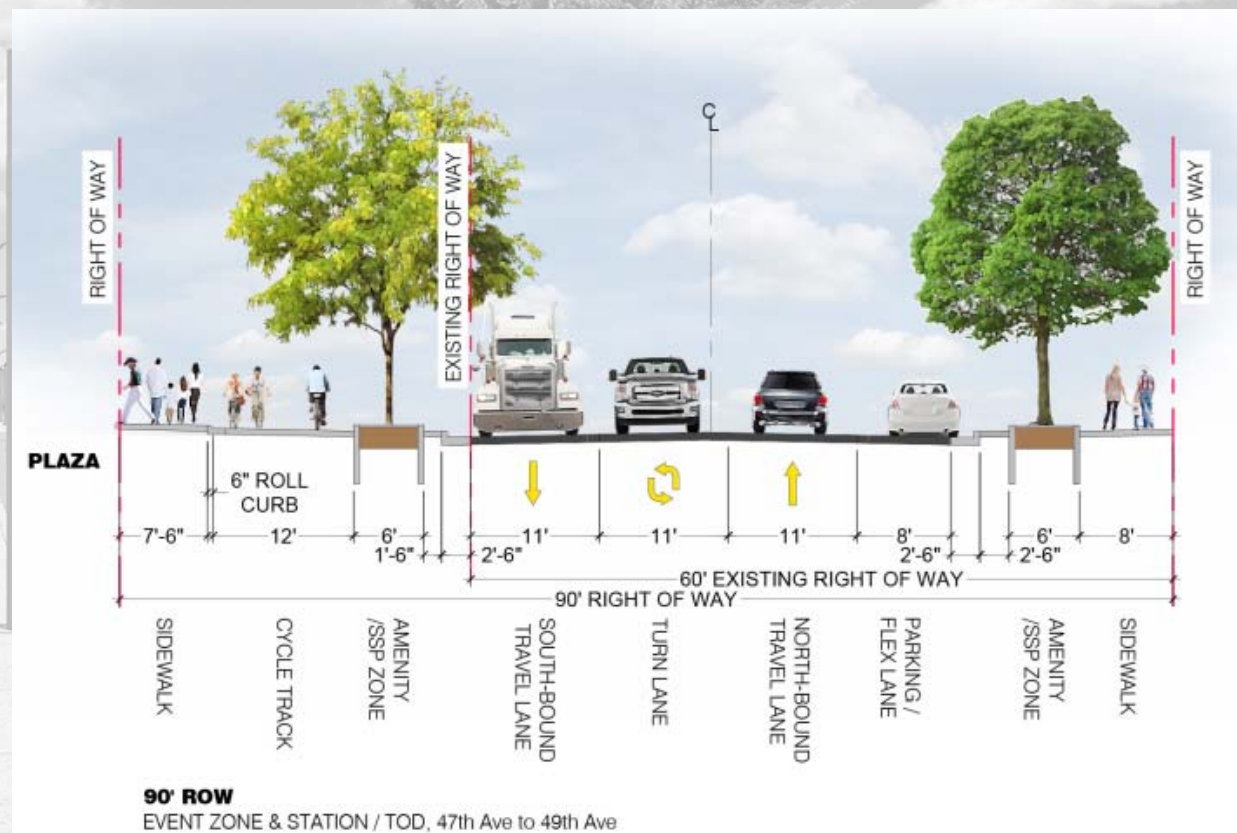 RIGHT OF WAY
EXISTING RIGHT OF WAY
CL
RIGHT OF WAY
PLAZA
6" ROLL
CURB
7'-6"
12'
6'
1'-6"
2'-6"
11'
11'
11'
8'
2'-6"
6'
2'-6"
8'
60' EXISTING RIGHT OF WAY
90' RIGHT OF WAY
SIDEWALK
CYCLE TRACK
AMENITY
/SSP ZONE
SOUTH-BOUND
TRAVEL LANE
TURN LANE
NORTH-BOUND
TRAVEL LANE
PARKING /
FLEX LANE
AMENITY
/SSP ZONE
SIDEWALK
90' ROW
EVENT ZONE & STATION / TOD, 47th Ave to 49th Ave